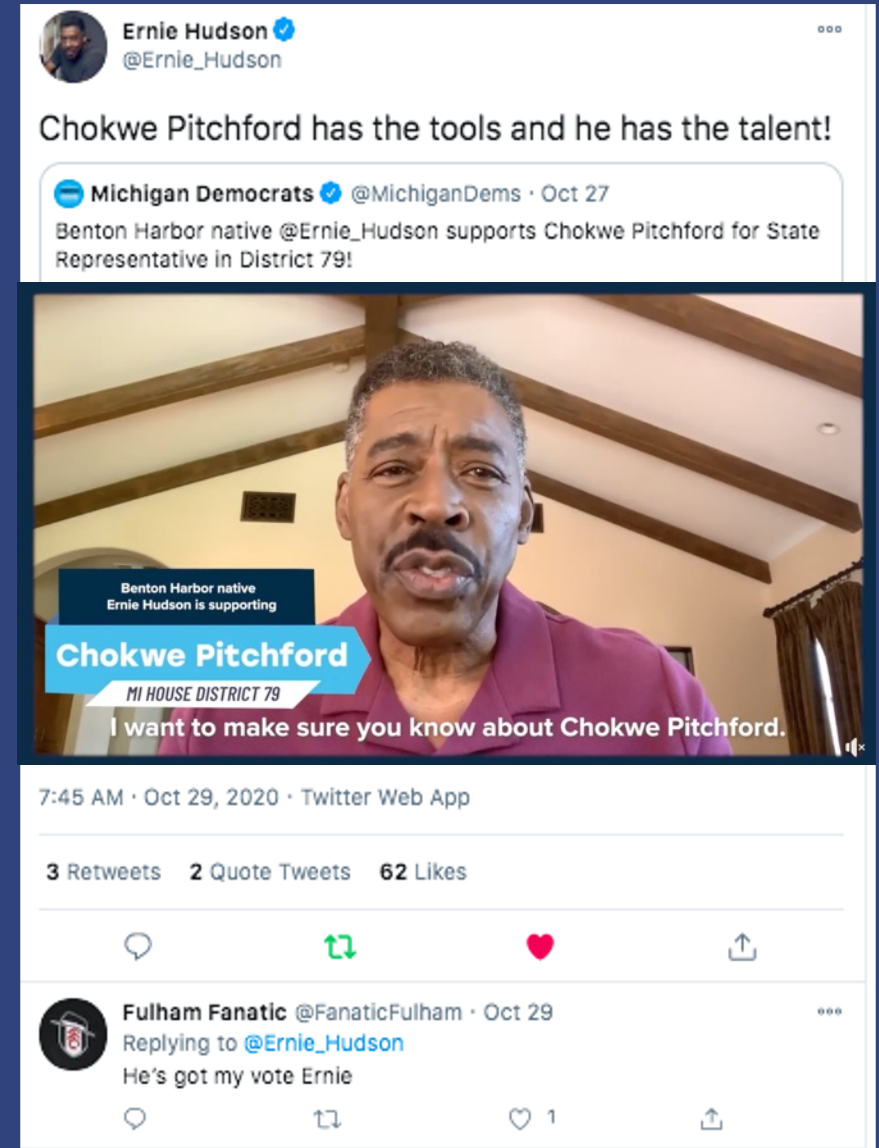 Ernie Hudson
@Ernie_Hudson
Chokwe Pitchford has the tools and he has the talent!
Michigan Democrats @MichiganDems · Oct 27
Benton Harbor native @Ernie_Hudson supports Chokwe Pitchford for State
Representative in District 79!
Benton Harbor native
Ernie Hudson is supporting
Chokwe Pitchford
MI HOUSE DISTRICT 79
I want to make sure you know about Chokwe Pitchford.
7:45 AM · Oct 29, 2020 · Twitter Web App
3 Retweets 2 Quote Tweets 62 Likes
Fulham Fanatic @FanaticFulham · Oct 29
Replying to @Ernie_Hudson
He's got my vote Ernie
1